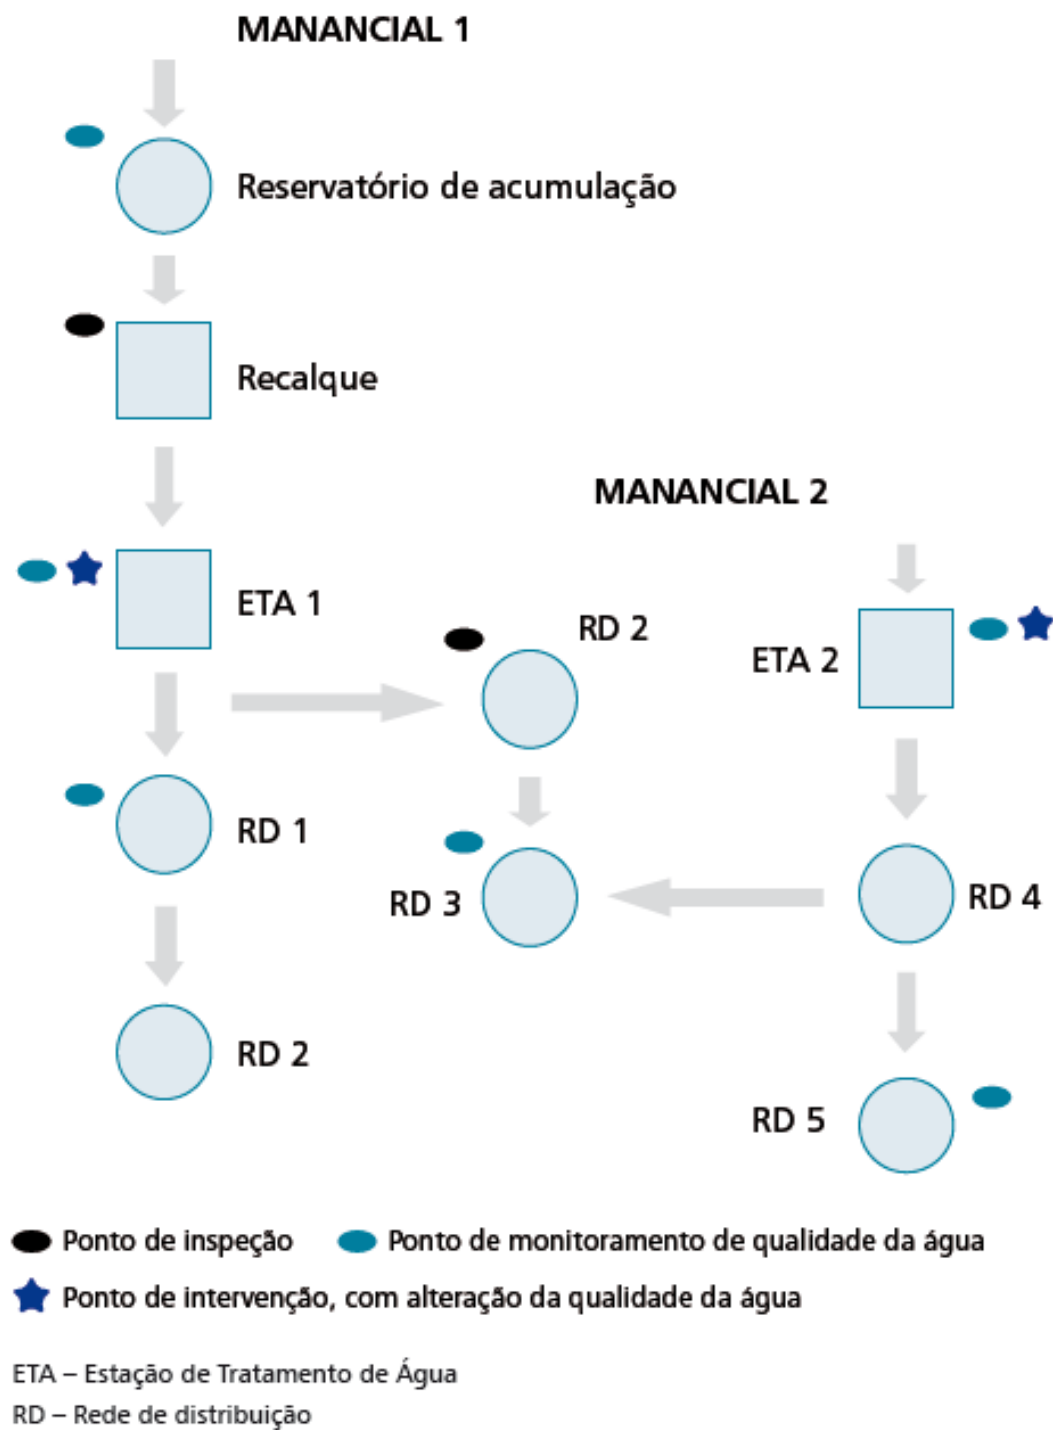 MANANCIAL 1
Reservatório de acumulação
Recalque
MANANCIAL 2
ETA 1
RD 2
ETA 2
RD 1
RD 3
RD 4
RD 2
RD 5
Ponto de inspeção
Ponto de monitoramento de qualidade da água
Ponto de intervenção, com alteração da qualidade da água
ETA – Estação de Tratamento de Água
RD – Rede de distribuição